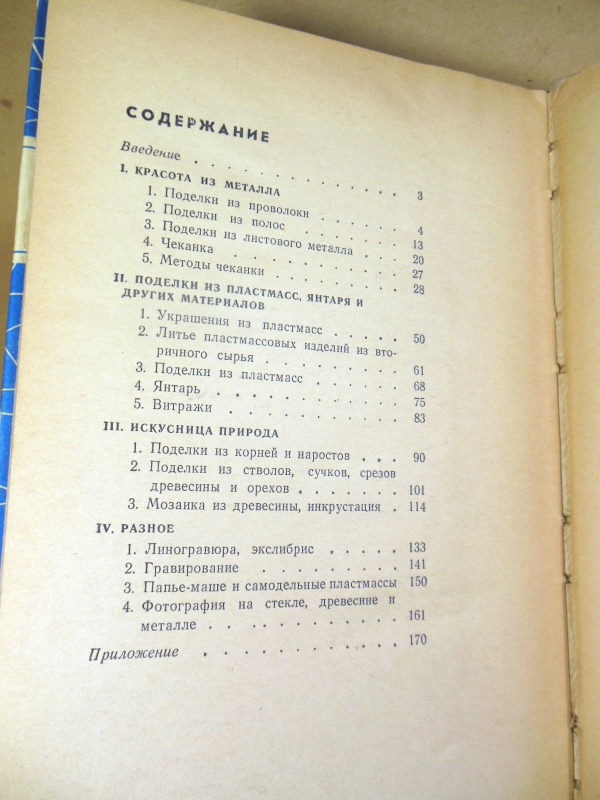 СОДЕРЖАНИЕ
Введение . . . . . . . . . . . . 3
I. КРАСОТА ИЗ МЕТАЛЛА
1. Поделки из проволоки . . . . . . 4
2. Поделки из полос . . . . . . . 13
3. Поделки из листового металла . . . 20
4. Чеканка . . . . . . . . . . 27
5. Методы чеканки . . . . . . . . 28
II. ПОДЕЛКИ ИЗ ПЛАСТМАСС, ЯНТАРЯ И
ДРУГИХ МАТЕРИАЛОВ
1. Украшения из пластмасс . . . . . 50
2. Литье пластмассовых изделий из вто-
ричного сырья . . . . . . . . 61
3. Поделки из пластмасс . . . . . . 68
4. Янтарь . . . . . . . . . . 75
5. Витражи . . . . . . . . . 83
III. ИСКУСНИЦА ПРИРОДА
1. Поделки из корней и наростов . . . 90
2. Поделки из стволов, сучков, срезов
древесины и орехов . . . . . . . 101
3. Мозаика из древесины, инкрустация . 114
IV. РАЗНОЕ
1. Линогравюра, экслибрис . . . . . 133
2. Гравирование . . . . . . . . 141
3. Папье-маше и самодельные пластмассы 150
4. Фотография на стекле, древесине и
металле . . . . . . . . . . 161
Приложение . . . . . . . . . . 170